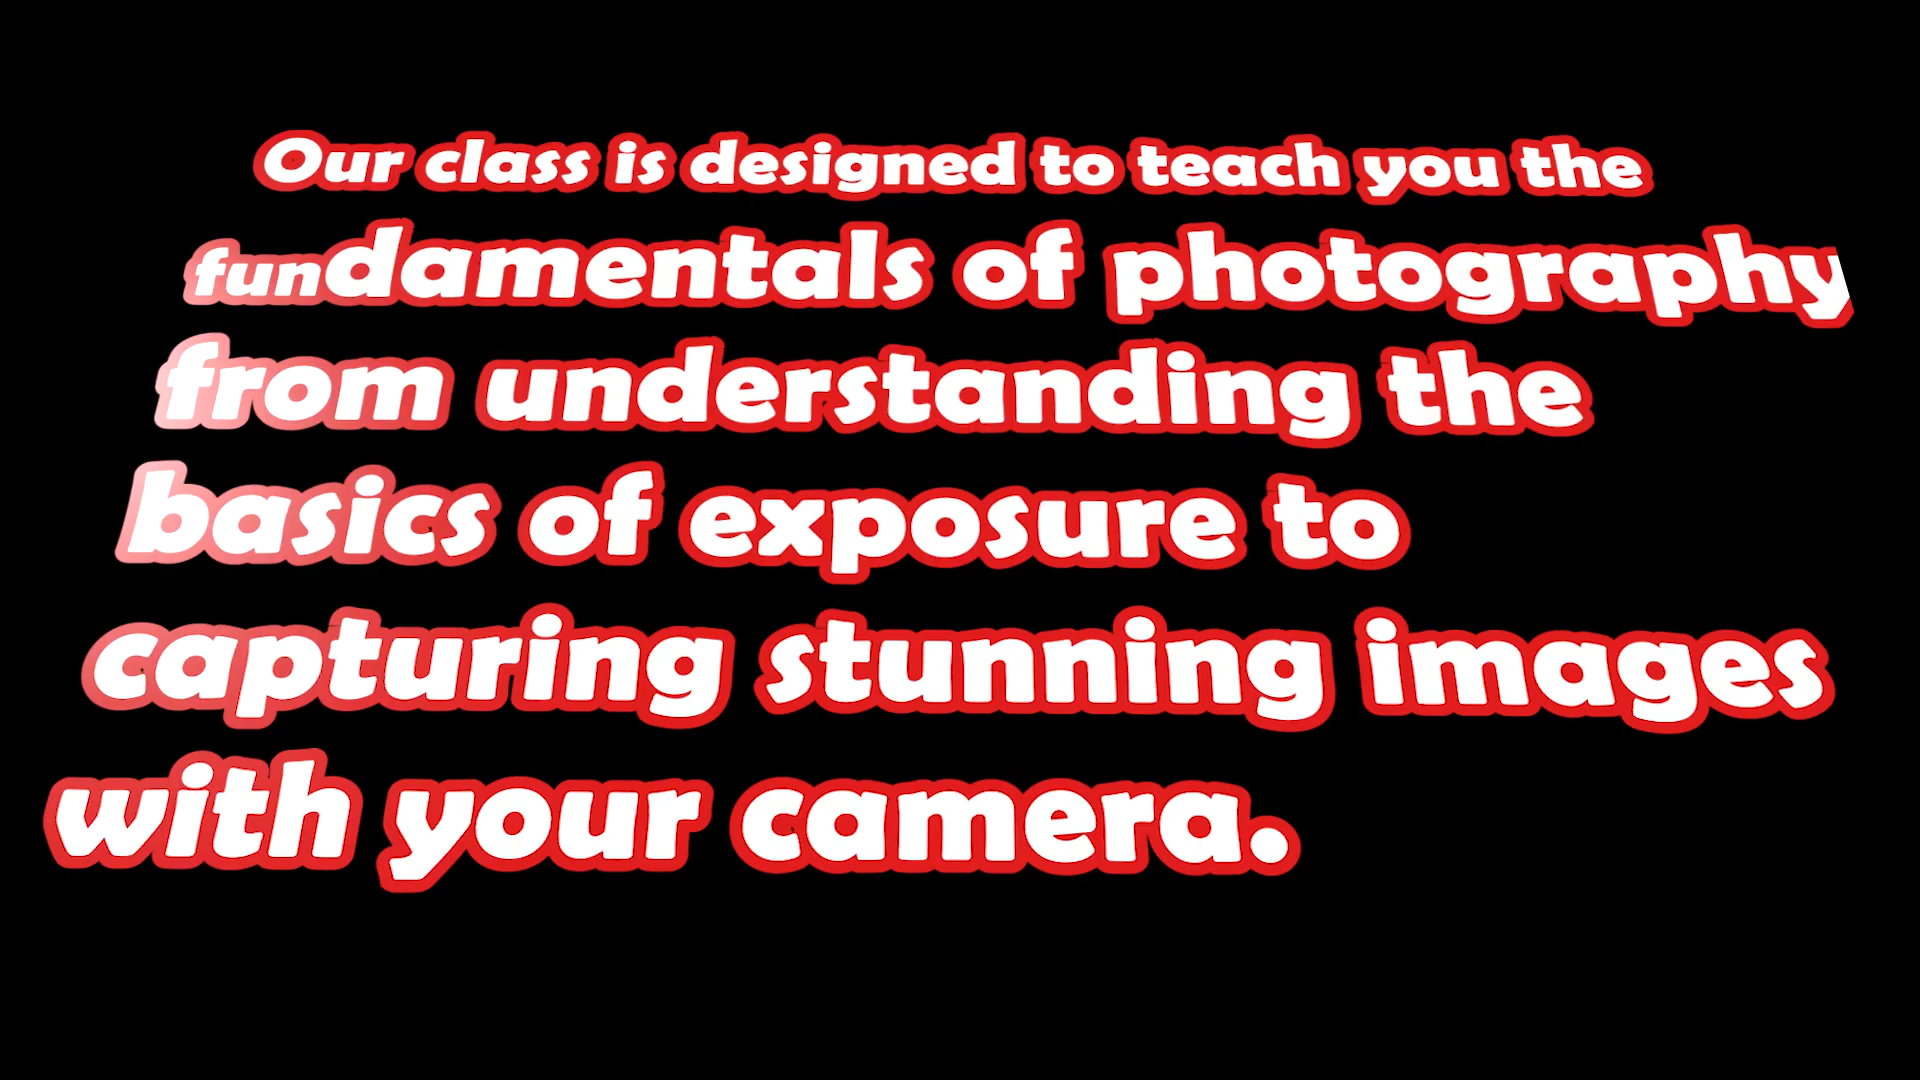 Our class is designed to teach you the
fundamentals of photography
from understanding the
basics of exposure to
capturing stunning images
with your camera.